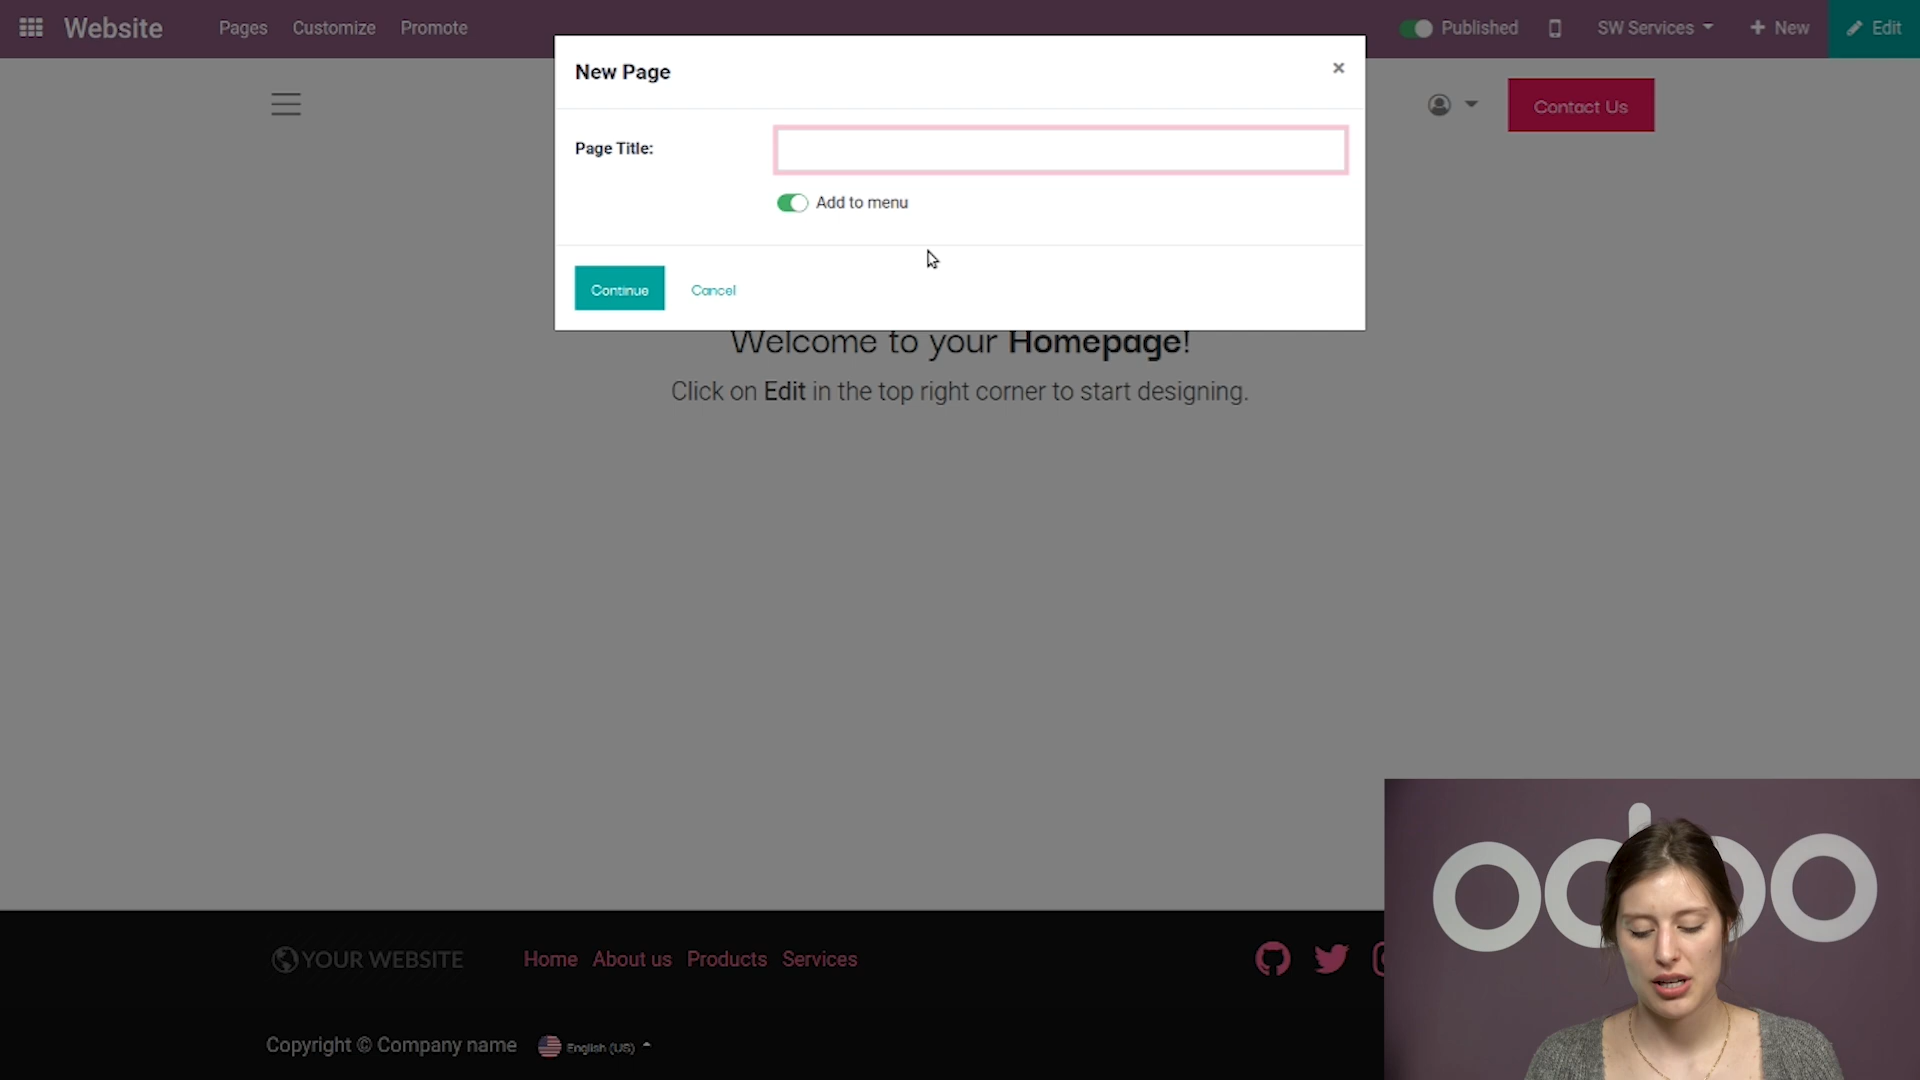 Website Pages Customize Promote Published SW Services + New Edit
New Page ×
Contact Us
Page Title:
Add to menu
Continue Cancel
Welcome to your Homepage!
Click on Edit in the top right corner to start designing.
YOUR WEBSITE Home About us Products Services
odoo
Copyright © Company name English (US)